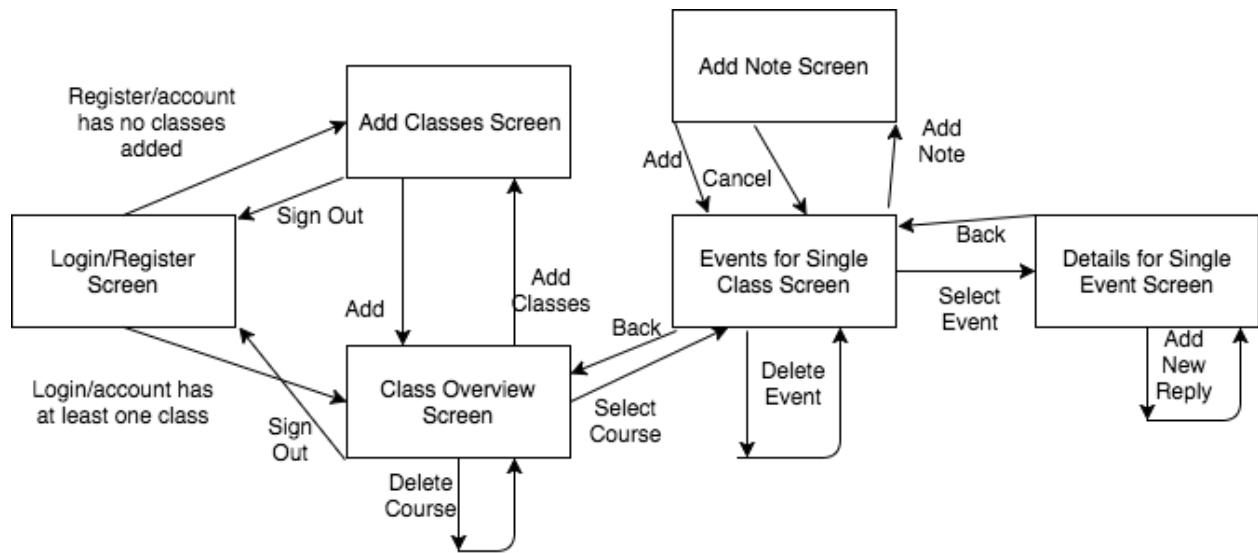 Add Note Screen
Register/account
has no classes
added
Add Classes Screen
Add
Note
Add
Cancel
Sign Out
Login/Register
Screen
Events for Single
Class Screen
Back
Details for Single
Event Screen
Add
Classes
Select
Event
Add
Back
Add
New
Reply
Delete
Event
Login/account has
at least one class
Class Overview
Screen
Select
Course
Sign
Out
Delete
Course